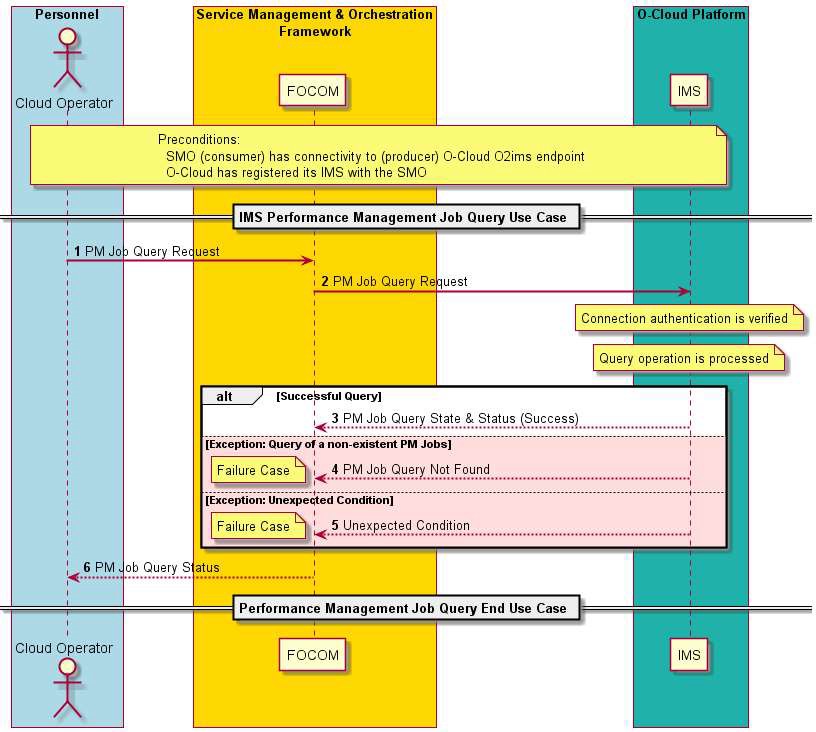 Personnel
Service Management & Orchestration
Framework
O-Cloud Platform
Cloud Operator
FOCOM
IMS
Preconditions:
SMO (consumer) has connectivity to (producer) O-Cloud O2ims endpoint
O-Cloud has registered its IMS with the SMO
IMS Performance Management Job Query Use Case
1 PM Job Query Request
2 PM Job Query Request
Connection authentication is verified
Query operation is processed
alt [Successful Query]
3 PM Job Query State & Status (Success)
[Exception: Query of a non-existent PM Jobs]
Failure Case
4 PM Job Query Not Found
[Exception: Unexpected Condition]
Failure Case
5 Unexpected Condition
6 PM Job Query Status
Performance Management Job Query End Use Case
Cloud Operator
FOCOM
IMS